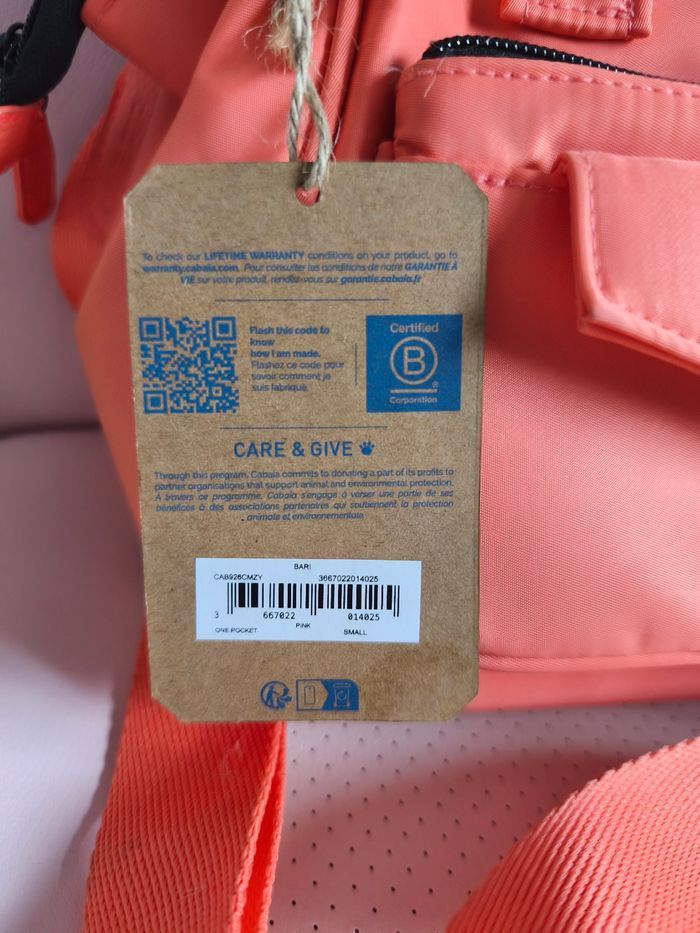 To check our LIFETIME WARRANTY conditions on your product, go to
warranty.cabaia.com. Pour consulter les conditions de notre GARANTIE À
VIE sur votre produit, rendez-vous sur garantie.cabaia.fr
Flash this code to
know
how I am made.
Flashez ce code pour
savoir comment je
suis fabriqué.
Certified
B
®
Corporation
CARE & GIVE
Through this program, Cabaia commits to donating a part of its profits to
partner organisations that support animal and environmental protection.
À travers ce programme, Cabaia s'engage à verser une partie de ses
bénéfices à des associations partenaires qui soutiennent la protection
animale et environnementale.
BARI
CAB926CMZY 3667022014025
3 667022 014025
ONE POCKET PINK SMALL